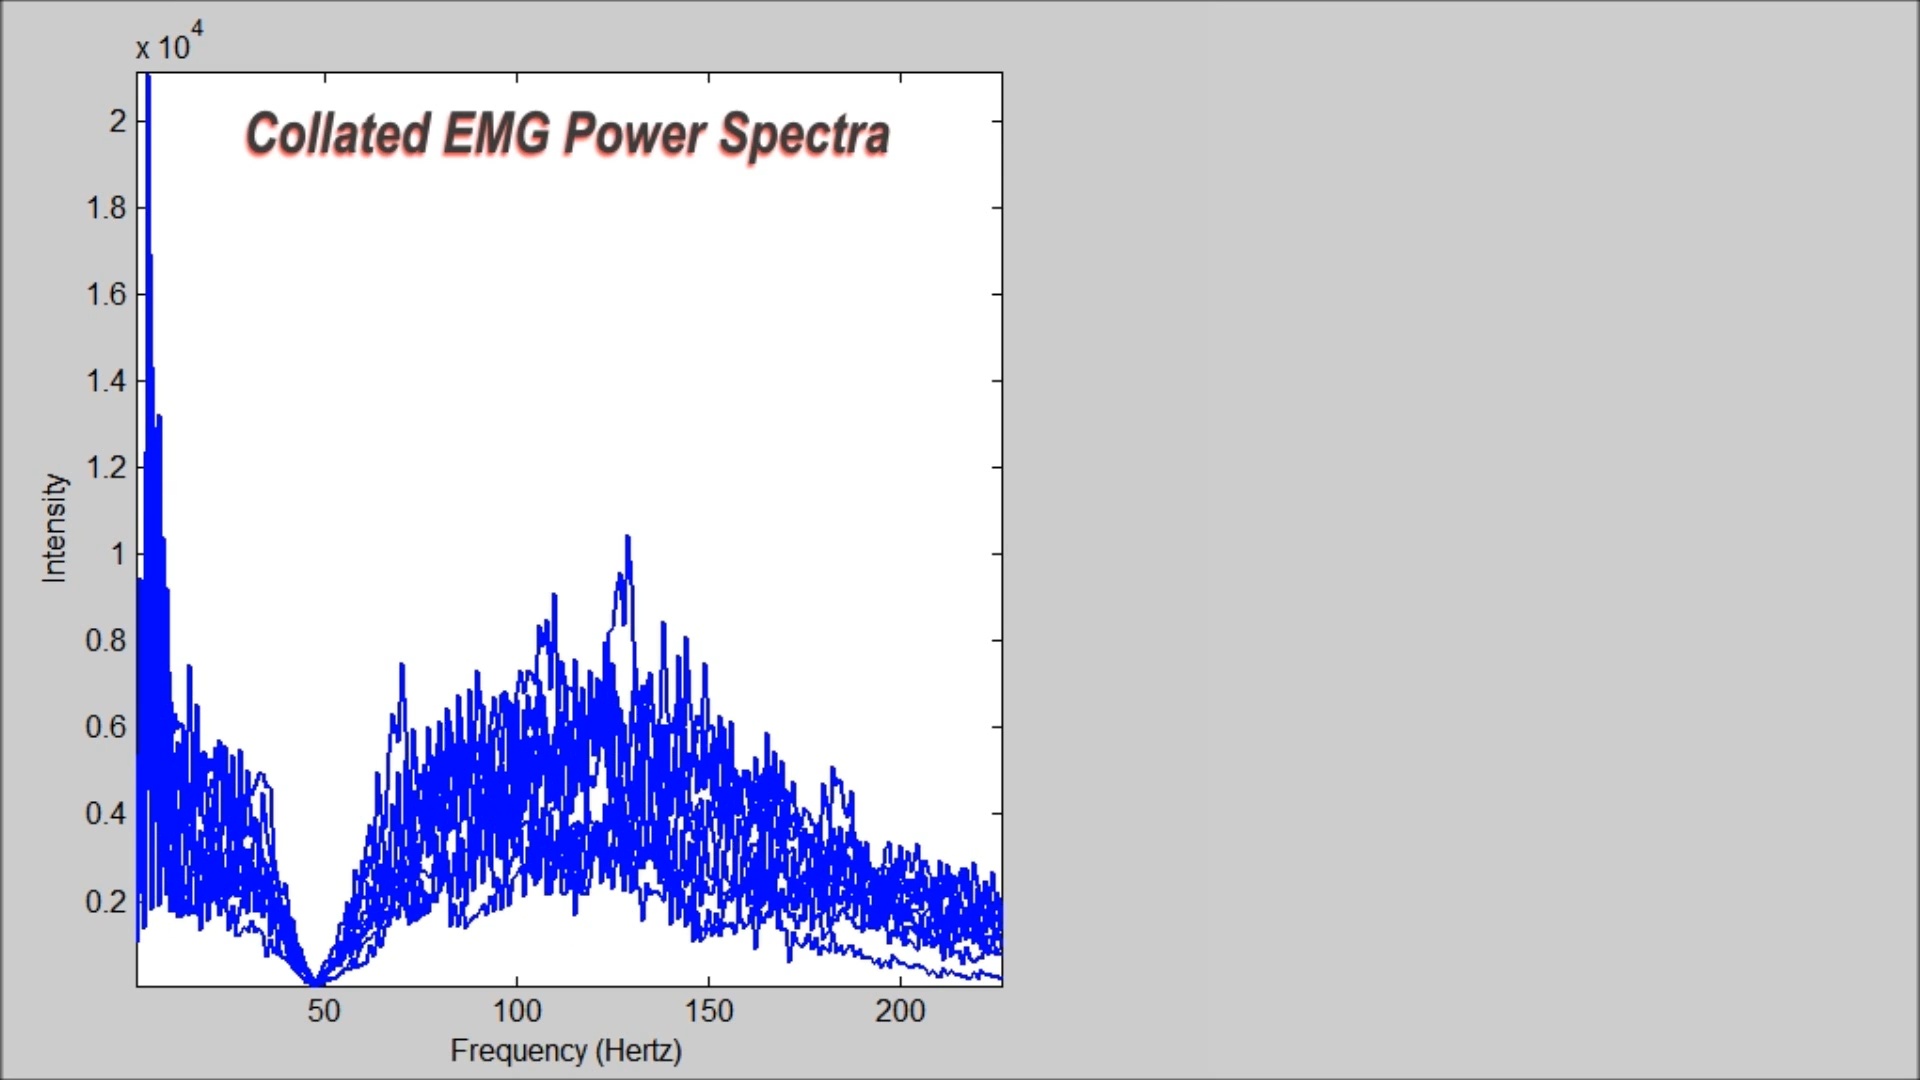 x 10^4
Collated EMG Power Spectra
2
1.8
1.6
1.4
1.2
1
0.8
0.6
0.4
0.2
Intensity
50 100 150 200
Frequency (Hertz)